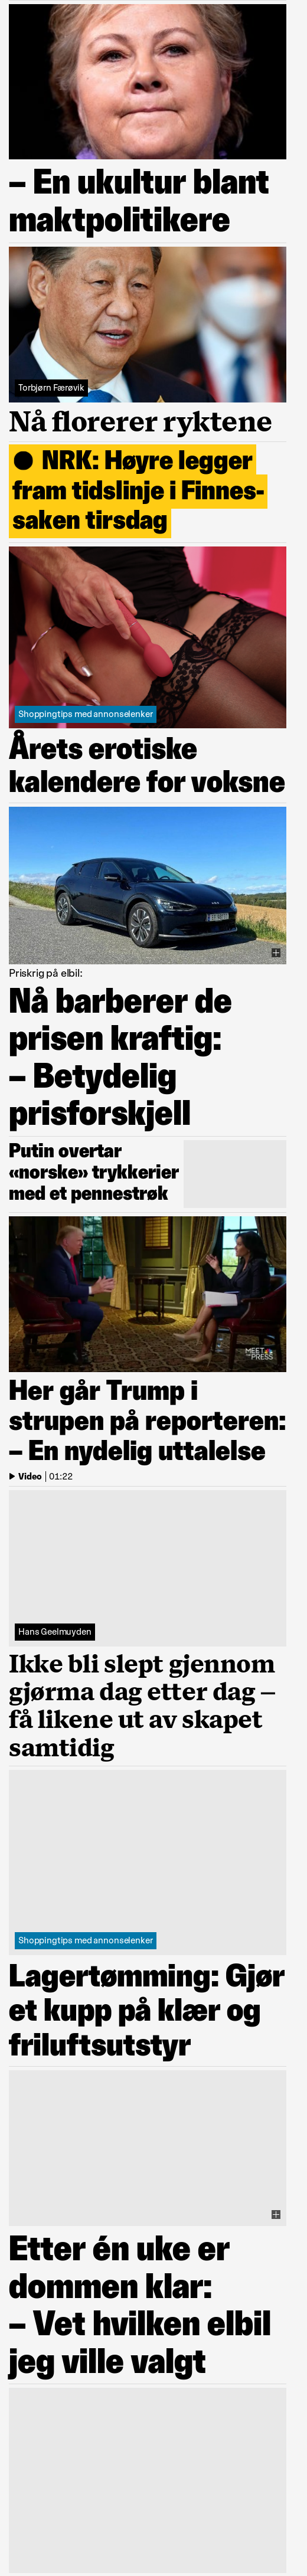 – En ukultur blant
maktpolitikere
Torbjørn Færøvik
Nå florerer ryktene
● NRK: Høyre legger
fram tidslinje i Finnes-
saken tirsdag
Shoppingtips med annonselenker
Årets erotiske
kalendere for voksne
Priskrig på elbil:
Nå barberer de
prisen kraftig:
– Betydelig
prisforskjell
Putin overtar
«norske» trykkerier
med et pennestrøk
MEET
THE
PRESS
Her går Trump i
strupen på reporteren:
– En nydelig uttalelse
Video | 01:22
Hans Geelmuyden
Ikke bli slept gjennom
gjørma dag etter dag –
få likene ut av skapet
samtidig
Shoppingtips med annonselenker
Lagertømming: Gjør
et kupp på klær og
friluftsutstyr
Etter én uke er
dommen klar:
– Vet hvilken elbil
jeg ville valgt